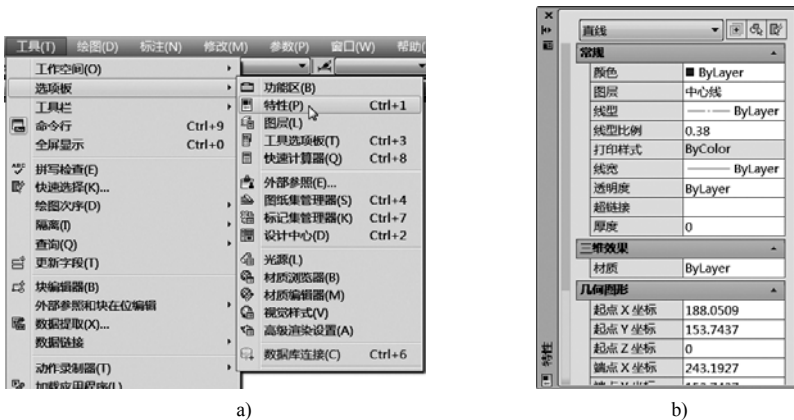 工具(T) 绘图(D) 标注(N) 修改(M) 参数(P) 窗口(W) 帮助(
工作空间(O)
选项板
工具栏
命令行 Ctrl+9
全屏显示 Ctrl+0
拼写检查(E)
快速选择(K)...
绘图次序(D)
隔离(I)
查询(Q)
更新字段(T)
块编辑器(B)
外部参照和块在位编辑
数据提取(X)...
数据链接
动作录制器(T)
加载应用程序(L)
功能区(B)
特性(P) Ctrl+1
图层(L)
工具选项板(T) Ctrl+3
快速计算器(Q) Ctrl+8
外部参照(E)...
图纸集管理器(S) Ctrl+4
标记集管理器(K) Ctrl+7
设计中心(D) Ctrl+2
光源(L)
材质浏览器(B)
材质编辑器(M)
视觉样式(V)
高级渲染设置(A)
数据库连接(C) Ctrl+6
a)
直线
常规
颜色 ByLayer
图层 中心线
线型 ByLayer
线型比例 0.38
打印样式 ByColor
线宽 ByLayer
透明度 ByLayer
超链接
厚度 0
三维效果
材质 ByLayer
几何图形
起点 X 坐标 188.0509
起点 Y 坐标 153.7437
起点 Z 坐标 0
端点 X 坐标 243.1927
特性
b)